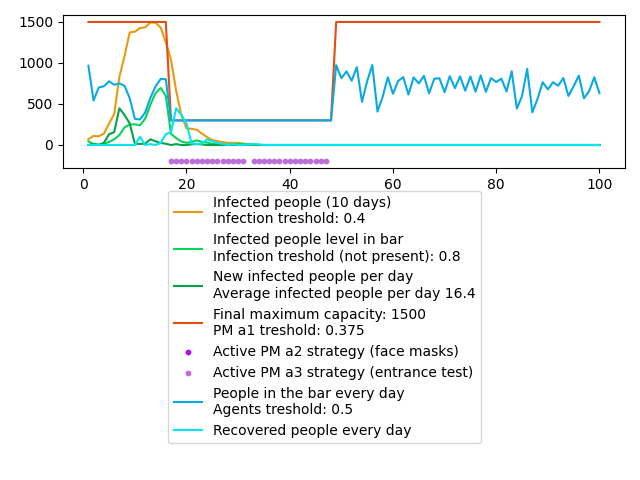 1500
1000
500
0
0 20 40 60 80 100
Infected people (10 days)
Infection treshold: 0.4
Infected people level in bar
Infection treshold (not present): 0.8
New infected people per day
Average infected people per day 16.4
Final maximum capacity: 1500
PM a1 treshold: 0.375
Active PM a2 strategy (face masks)
Active PM a3 strategy (entrance test)
People in the bar every day
Agents treshold: 0.5
Recovered people every day